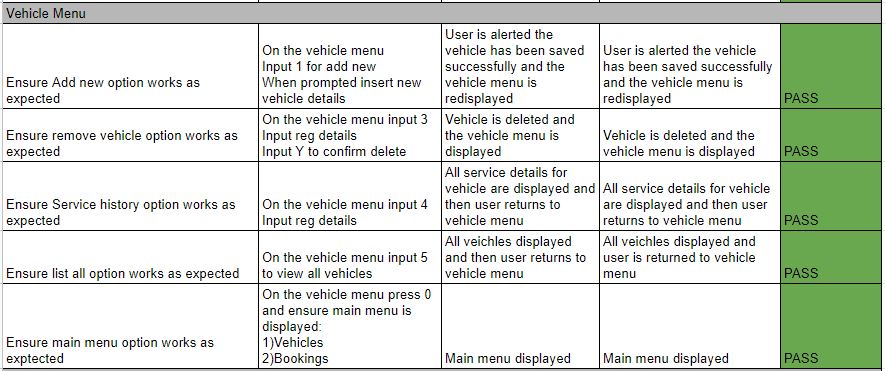 Vehicle Menu
Ensure Add new option works as
expected
On the vehicle menu
Input 1 for add new
When prompted insert new
vehicle details
User is alerted the
vehicle has been saved
successfully and the
vehicle menu is
redisplayed
User is alerted the vehicle
has been saved successfully
and the vehicle menu is
redisplayed
PASS
Ensure remove vehicle option works as
expected
On the vehicle menu input 3
Input reg details
Input Y to confirm delete
Vehicle is deleted and
the vehicle menu is
displayed
Vehicle is deleted and the
vehicle menu is displayed
PASS
Ensure Service history option works as
expected
On the vehicle menu input 4
Input reg details
All service details for
vehicle are displayed and
then user returns to
vehicle menu
All service details for vehicle
are displayed and then user
returns to vehicle menu
PASS
Ensure list all option works as expected
On the vehicle menu input 5
to view all vehicles
All veichles displayed
and then user returns to
vehicle menu
All veichles displayed and
user is returned to vehicle
menu
PASS
Ensure main menu option works as
exptected
On the vehicle menu press 0
and ensure main menu is
displayed:
1)Vehicles
2)Bookings
Main menu displayed
Main menu displayed
PASS